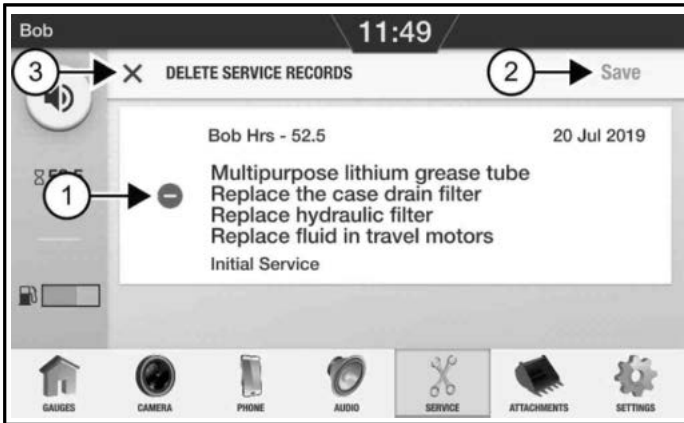 Bob
11:49
3
DELETE SERVICE RECORDS
2
Save
Bob Hrs - 52.5
20 Jul 2019
1
Multipurpose lithium grease tube
Replace the case drain filter
Replace hydraulic filter
Replace fluid in travel motors
Initial Service
GAUGES
CAMERA
PHONE
AUDIO
SERVICE
ATTACHMENTS
SETTINGS